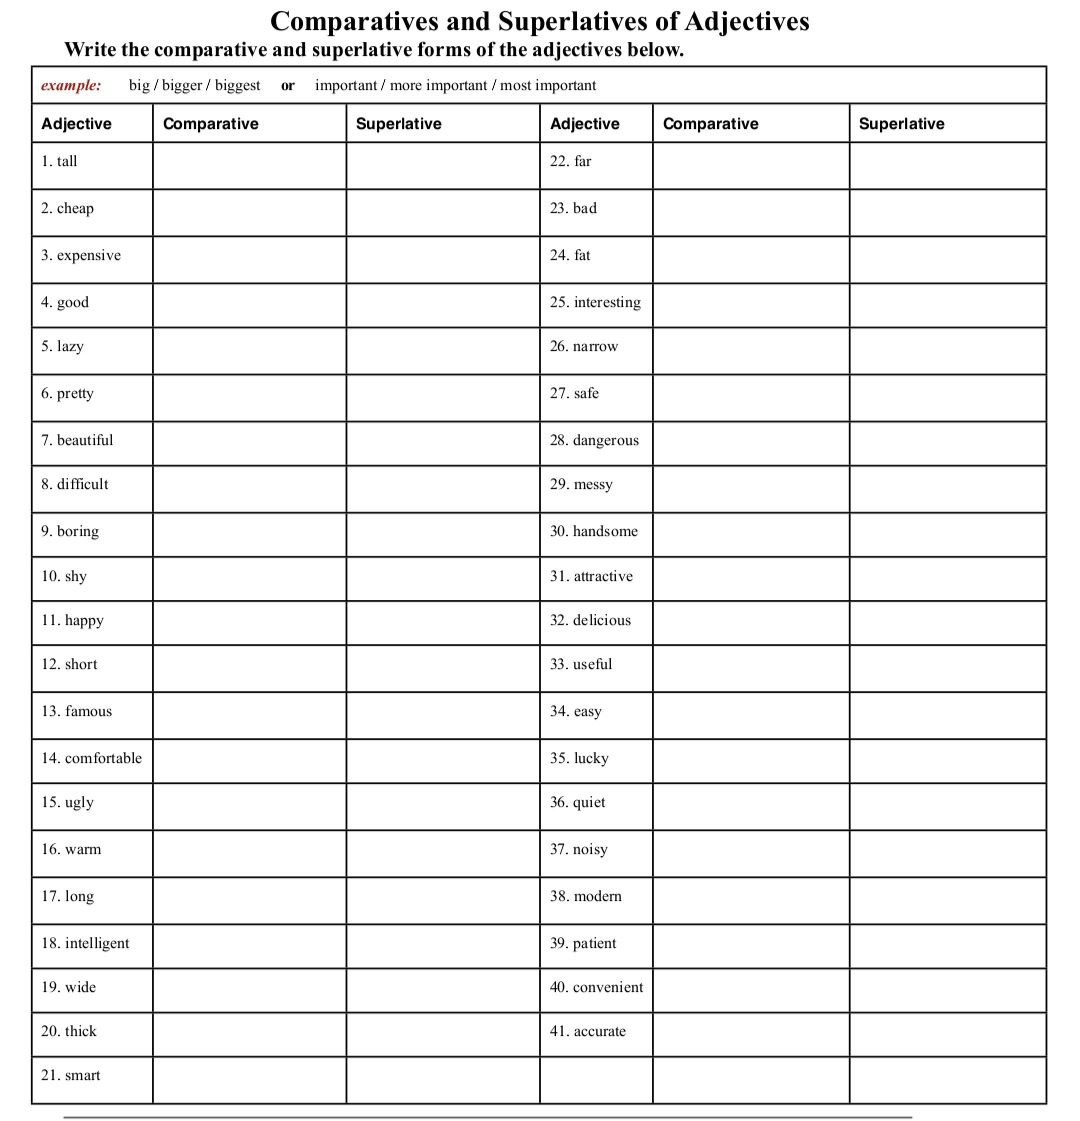 Comparatives and Superlatives of Adjectives
Write the comparative and superlative forms of the adjectives below.
example: big / bigger / biggest or important / more important / most important
Adjective Comparative Superlative Adjective Comparative Superlative
1. tall 22. far
2. cheap 23. bad
3. expensive 24. fat
4. good 25. interesting
5. lazy 26. narrow
6. pretty 27. safe
7. beautiful 28. dangerous
8. difficult 29. messy
9. boring 30. handsome
10. shy 31. attractive
11. happy 32. delicious
12. short 33. useful
13. famous 34. easy
14. comfortable 35. lucky
15. ugly 36. quiet
16. warm 37. noisy
17. long 38. modern
18. intelligent 39. patient
19. wide 40. convenient
20. thick 41. accurate
21. smart